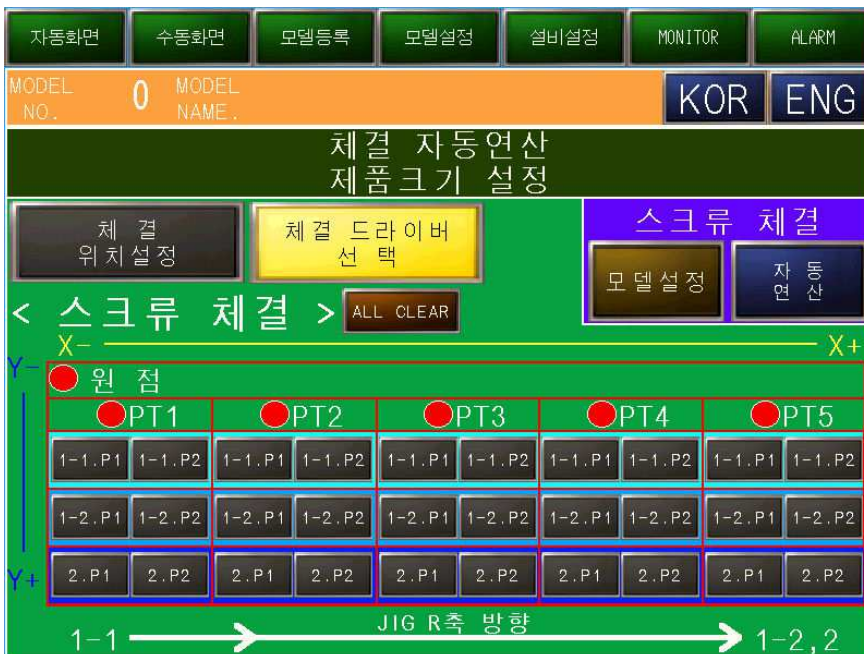 자동화면 수동화면 모델등록 모델설정 설비설정 MONITOR ALARM
MODEL NO. 0 MODEL NAME. KOR ENG
체결 자동연산
제품크기 설정
체 결
위치설정
체결 드라이버
선 택
스크류 체결
모델설정
자 동
연 산
< 스크류 체결 > ALL CLEAR
X- X+
Y-
원 점
PT1 PT2 PT3 PT4 PT5
1-1.P1 1-1.P2 1-1.P1 1-1.P2 1-1.P1 1-1.P2 1-1.P1 1-1.P2 1-1.P1 1-1.P2
1-2.P1 1-2.P2 1-2.P1 1-2.P2 1-2.P1 1-2.P2 1-2.P1 1-2.P2 1-2.P1 1-2.P2
Y+ 2.P1 2.P2 2.P1 2.P2 2.P1 2.P2 2.P1 2.P2 2.P1 2.P2
JIG R축 방향
1-1 1-2,2